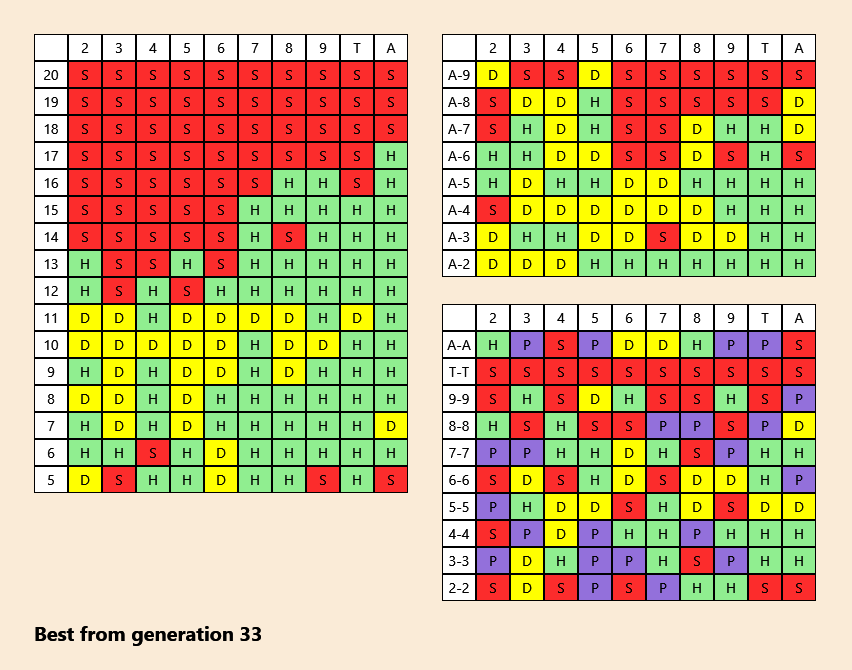 2 3 4 5 6 7 8 9 T A
20 S S S S S S S S S S
19 S S S S S S S S S S
18 S S S S S S S S S S
17 S S S S S S S S S H
16 S S S S S S H H S H
15 S S S S S H H H H H
14 S S S S S H S H H H
13 H S S H S H H H H H
12 H S H S H H H H H H
11 D D H D D D D H D H
10 D D D D D H D D H H
9 H D H D D H D H H H
8 D D H D H H H H H H
7 H D H D H H H H H D
6 H H S H D H H H H H
5 D S H H D H H S H S
2 3 4 5 6 7 8 9 T A
A-9 D S S D S S S S S S
A-8 S D D H S S S S S D
A-7 S H D H S S D H H D
A-6 H H D D S S D S H S
A-5 H D H H D D H H H H
A-4 S D D D D D D H H H
A-3 D H H D D S D D H H
A-2 D D D H H H H H H H
2 3 4 5 6 7 8 9 T A
A-A H P S P D D H P P S
T-T S S S S S S S S S S
9-9 S H S D H S S H S P
8-8 H S H S S P P S P D
7-7 P P H H D H S P H H
6-6 S D S H D S D D H P
5-5 P H D D S H D S D D
4-4 S P D P H H P H H H
3-3 P D H P P H S P H H
2-2 S D S P S P H H S S
Best from generation 33